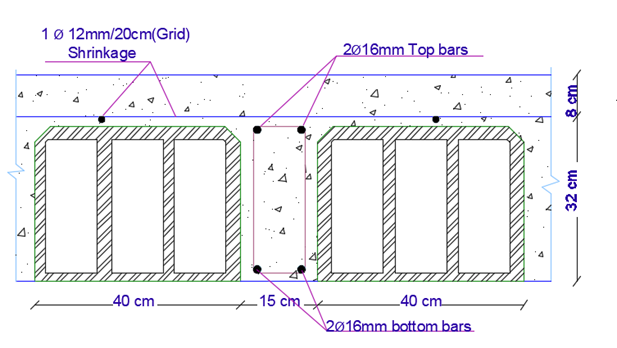 1 Ø 12mm/20cm(Grid)
Shrinkage
2Ø16mm Top bars
8 cm
32 cm
40 cm
15 cm
40 cm
2Ø16mm bottom bars